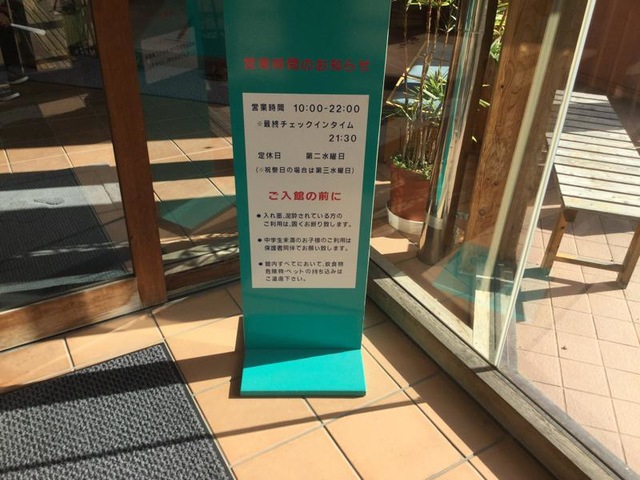 営業時間のお知らせ
営業時間 10:00-22:00
※最終チェックインタイム
21:30
定休日 第二水曜日
(※祝祭日の場合は第三水曜日)
ご入館の前に
●入れ墨、泥酔されている方の
ご利用は、固くお断り致します。
●中学生未満のお子様のご利用は
保護者同伴でお願い致します。
●館内すべてにおいて、飲食物
危険物・ペットの持ち込みは
ご遠慮下さい。